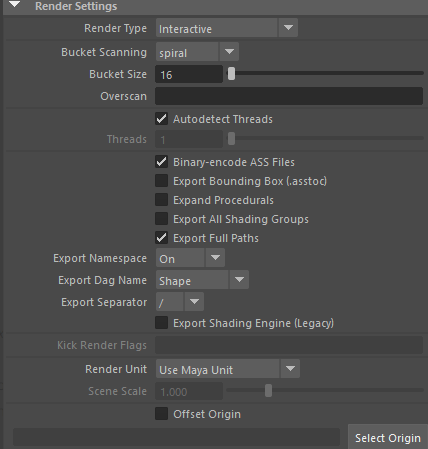 Render Settings
Render Type Interactive
Bucket Scanning spiral
Bucket Size 16
Overscan
Autodetect Threads
Threads 1
Binary-encode ASS Files
Export Bounding Box (.asstoc)
Expand Procedurals
Export All Shading Groups
Export Full Paths
Export Namespace On
Export Dag Name Shape
Export Separator /
Export Shading Engine (Legacy)
Kick Render Flags
Render Unit Use Maya Unit
Scene Scale 1.000
Offset Origin
Select Origin